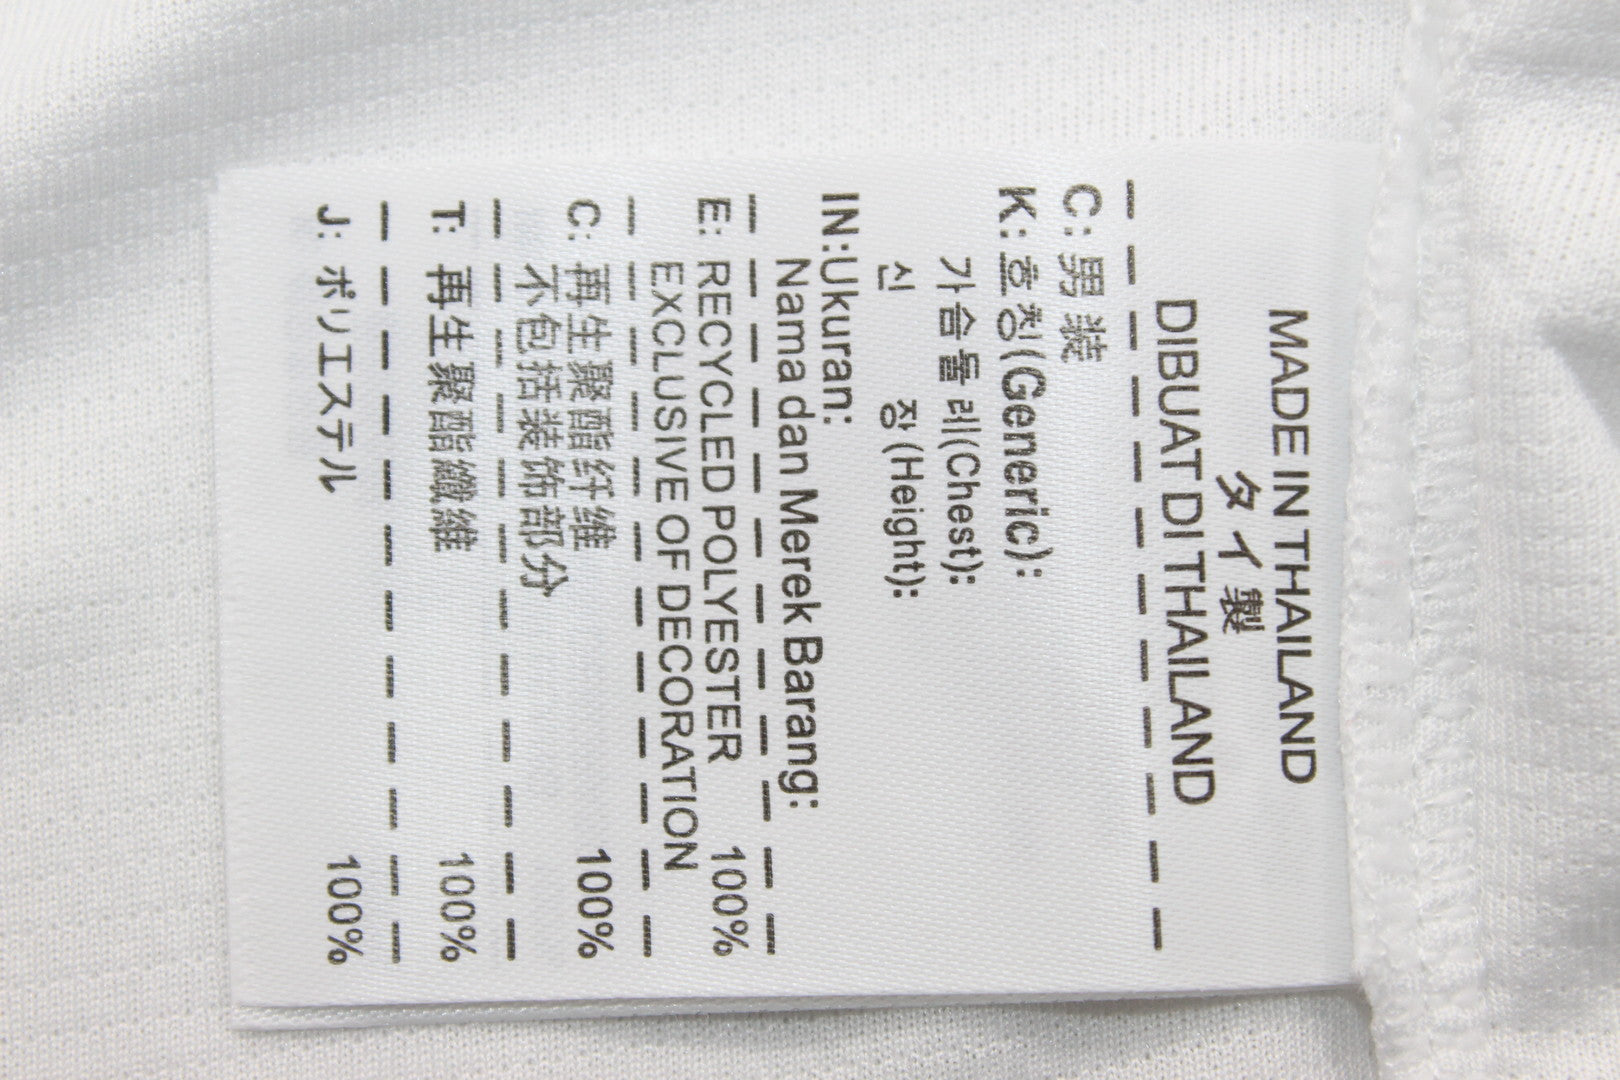 MADE IN THAILAND
タイ製
DIBUAT DI THAILAND
C: 男装
K: 호칭(Generic):
가슴둘레(Chest):
신 장(Height):
IN:Ukuran:
Nama dan Merek Barang:
E: RECYCLED POLYESTER 100%
EXCLUSIVE OF DECORATION
C: 再生聚酯纤维 100%
不包括装饰部分
T: 再生聚酯纖維 100%
J: ポリエステル 100%